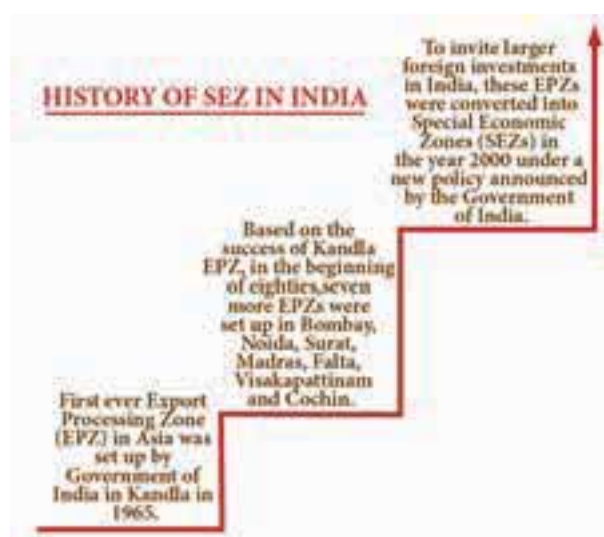 HISTORY OF SEZ IN INDIA
To invite larger
foreign investments
in India, these EPZs
were converted into
Special Economic
Zones (SEZs) in
the year 2000 under a
new policy announced
by the Government
of India.
Based on the
success of Kandla
EPZ, in the beginning
of eighties,seven
more EPZs were
set up in Bombay,
Noida, Surat,
Madras, Falta,
Visakapattinam
and Cochin.
First ever Export
Processing Zone
(EPZ) in Asia was
set up by
Government of
India in Kandla in
1965.